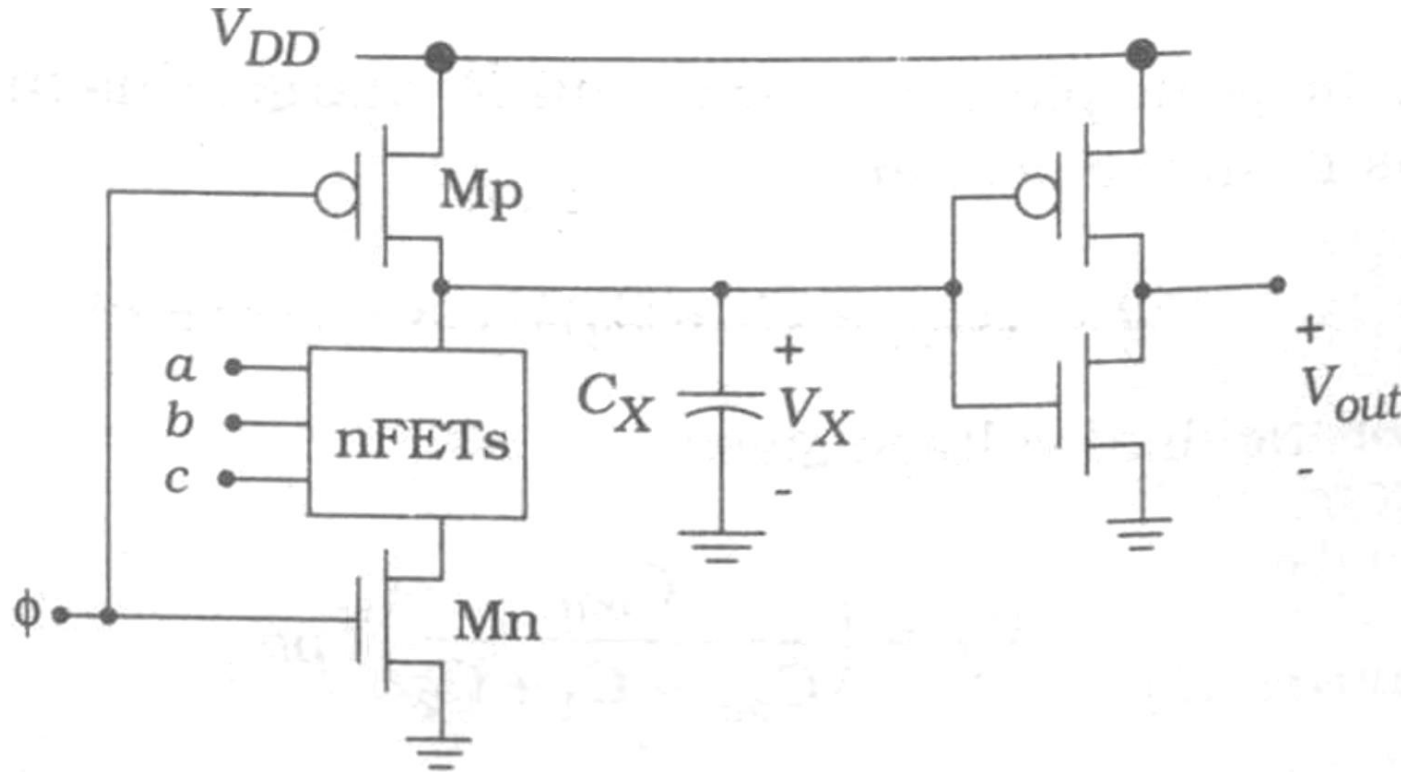 V_DD
Mp
a
b
c
nFETs
C_X
+
V_X
-
+
V_out
-
ϕ
Mn